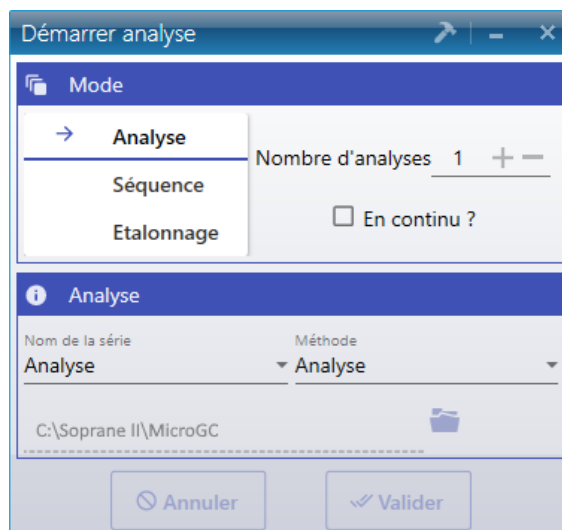 Démarrer analyse
Mode
Analyse
Nombre d'analyses 1
Séquence
En continu ?
Etalonnage
Analyse
Nom de la série Méthode
Analyse Analyse
C:\Soprane II\MicroGC
Annuler Valider